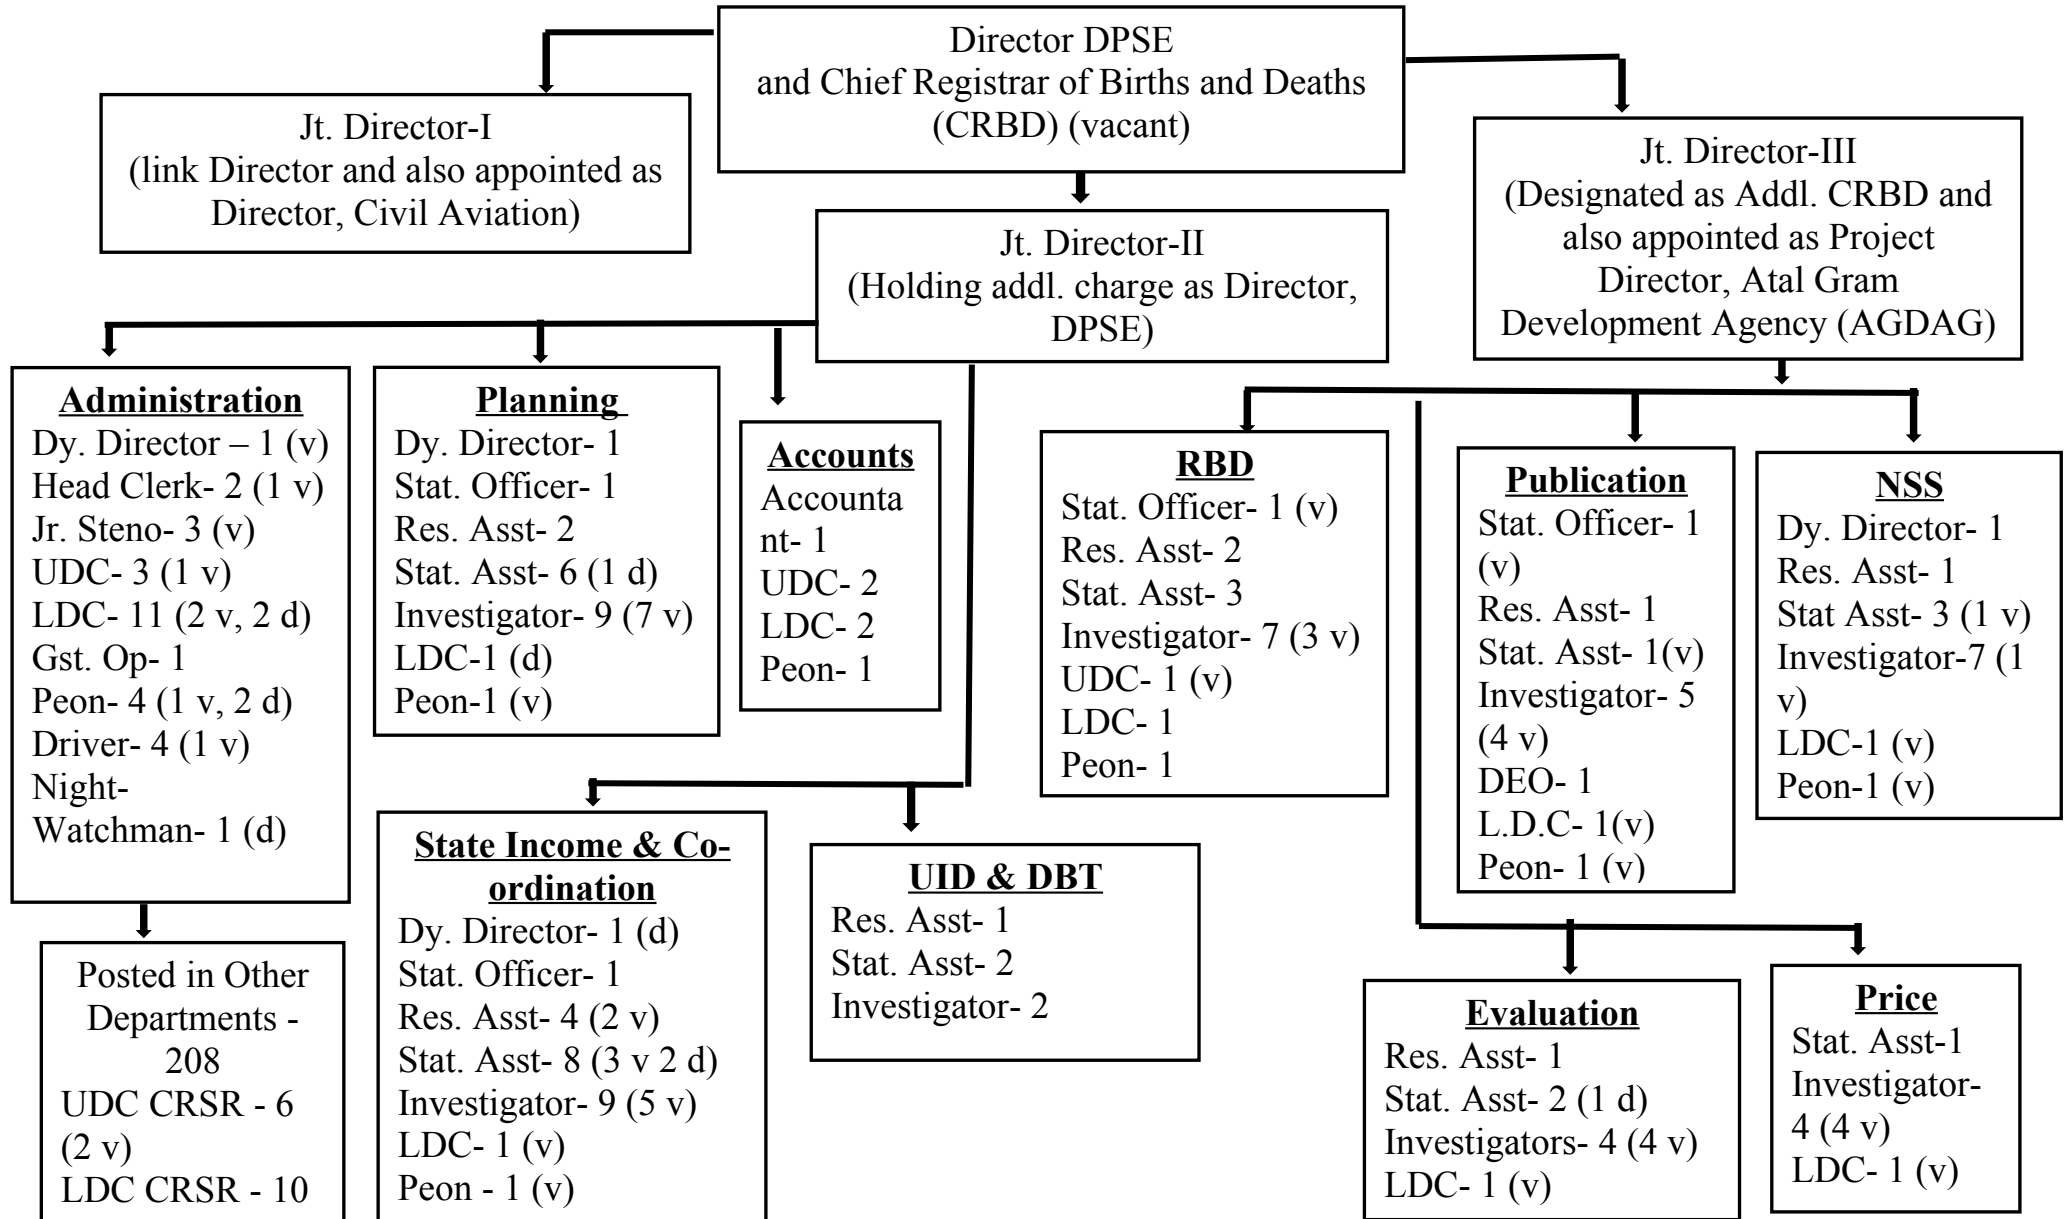 Director DPSE
and Chief Registrar of Births and Deaths
(CRBD) (vacant)
Jt. Director-I
(link Director and also appointed as
Director, Civil Aviation)
Jt. Director-II
(Holding addl. charge as Director,
DPSE)
Jt. Director-III
(Designated as Addl. CRBD and
also appointed as Project
Director, Atal Gram
Development Agency (AGDAG)
Administration
Dy. Director – 1 (v)
Head Clerk- 2 (1 v)
Jr. Steno- 3 (v)
UDC- 3 (1 v)
LDC- 11 (2 v, 2 d)
Gst. Op- 1
Peon- 4 (1 v, 2 d)
Driver- 4 (1 v)
Night-
Watchman- 1 (d)
Posted in Other
Departments -
208
UDC CRSR - 6
(2 v)
LDC CRSR - 10
Planning
Dy. Director- 1
Stat. Officer- 1
Res. Asst- 2
Stat. Asst- 6 (1 d)
Investigator- 9 (7 v)
LDC-1 (d)
Peon-1 (v)
Accounts
Accounta
nt- 1
UDC- 2
LDC- 2
Peon- 1
State Income & Co-
ordination
Dy. Director- 1 (d)
Stat. Officer- 1
Res. Asst- 4 (2 v)
Stat. Asst- 8 (3 v 2 d)
Investigator- 9 (5 v)
LDC- 1 (v)
Peon - 1 (v)
UID & DBT
Res. Asst- 1
Stat. Asst- 2
Investigator- 2
RBD
Stat. Officer- 1 (v)
Res. Asst- 2
Stat. Asst- 3
Investigator- 7 (3 v)
UDC- 1 (v)
LDC- 1
Peon- 1
Publication
Stat. Officer- 1
(v)
Res. Asst- 1
Stat. Asst- 1(v)
Investigator- 5
(4 v)
DEO- 1
L.D.C- 1(v)
Peon- 1 (v)
NSS
Dy. Director- 1
Res. Asst- 1
Stat Asst- 3 (1 v)
Investigator-7 (1
v)
LDC-1 (v)
Peon-1 (v)
Evaluation
Res. Asst- 1
Stat. Asst- 2 (1 d)
Investigators- 4 (4 v)
LDC- 1 (v)
Price
Stat. Asst-1
Investigator-
4 (4 v)
LDC- 1 (v)